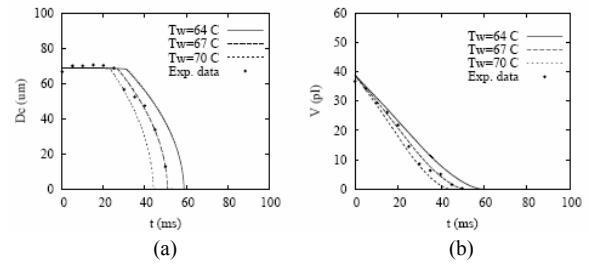 100
80
60
40
20
0
Dc (um)
Tw=64 C
Tw=67 C
Tw=70 C
Exp. data
0 20 40 60 80 100
t (ms)
(a)
60
50
40
30
20
10
0
V (pl)
Tw=64 C
Tw=67 C
Tw=70 C
Exp. data
0 20 40 60 80 100
t (ms)
(b)